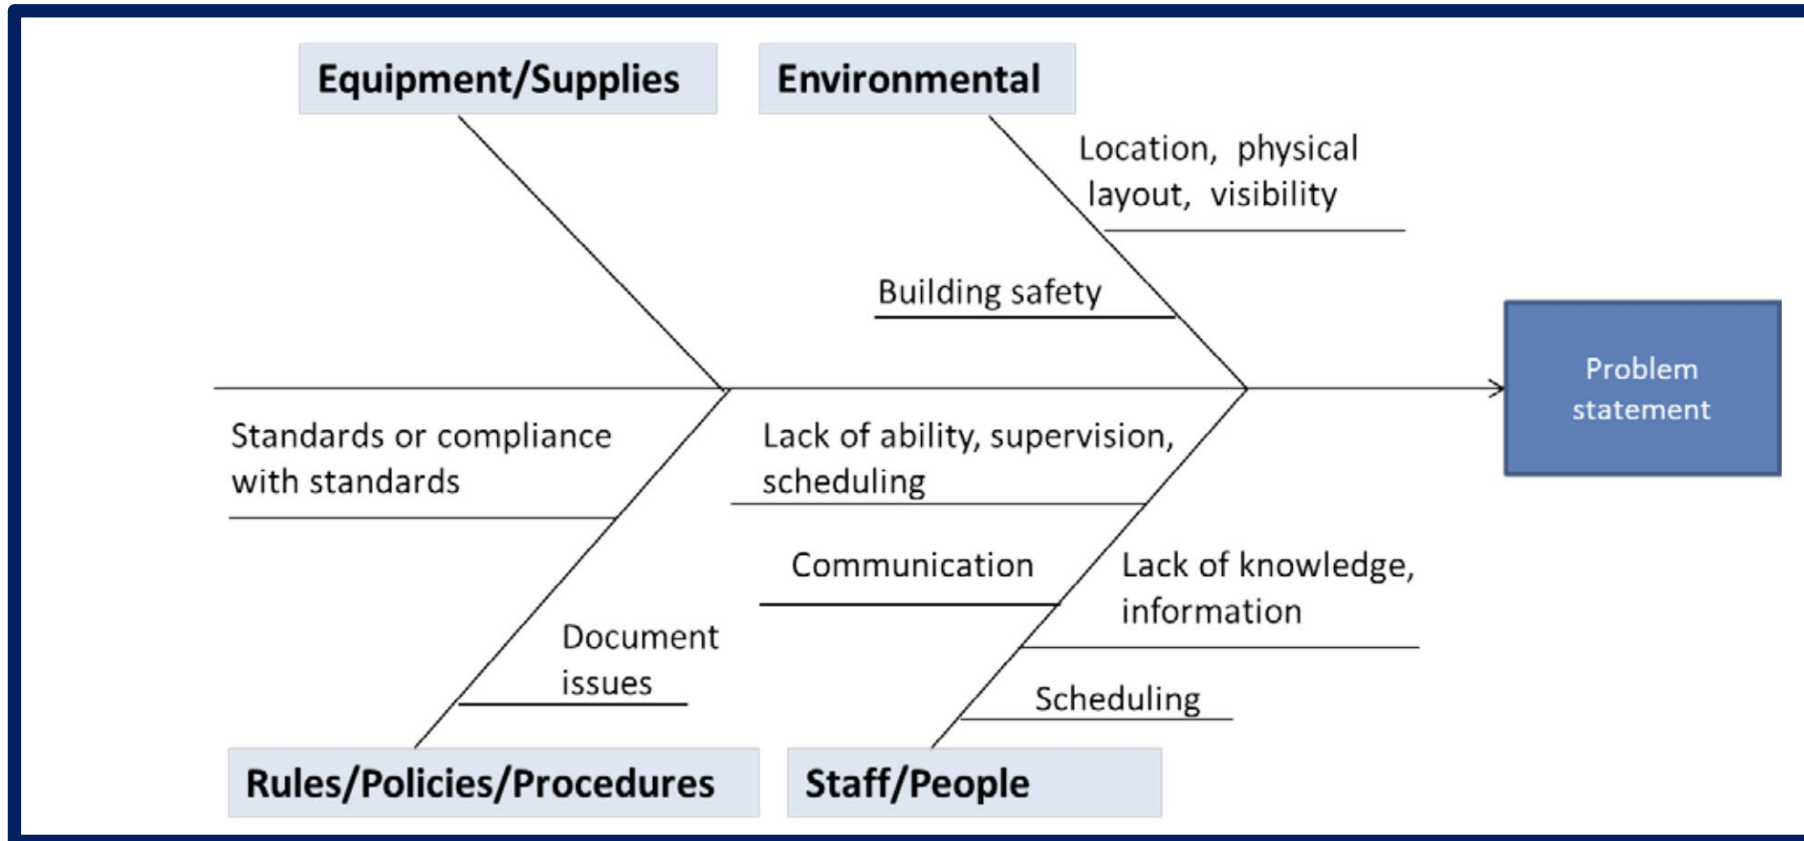 Equipment/Supplies
Environmental
Location, physical
layout, visibility
Building safety
Problem
statement
Standards or compliance
with standards
Lack of ability, supervision,
scheduling
Communication
Lack of knowledge,
information
Document
issues
Scheduling
Rules/Policies/Procedures
Staff/People